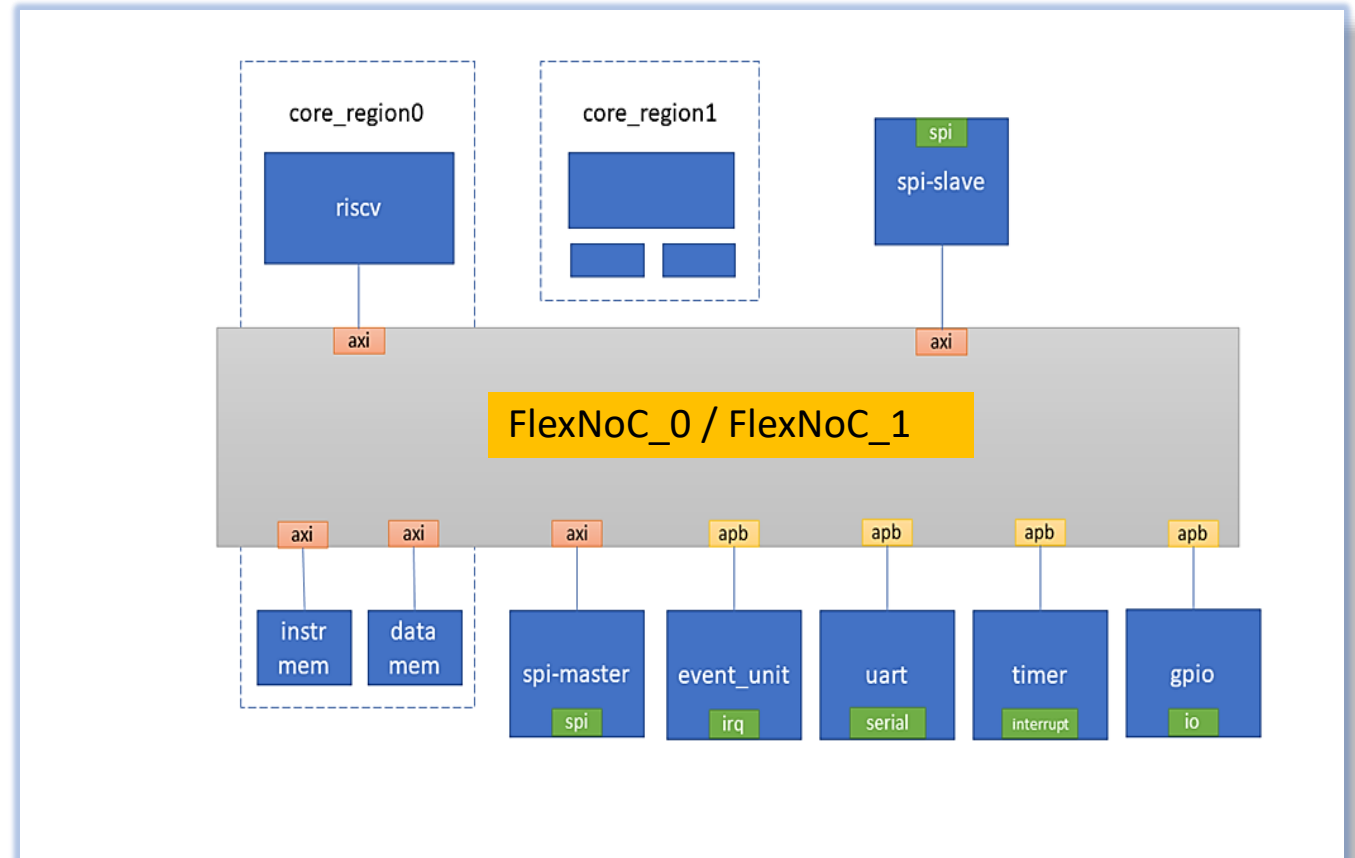 core_region0
core_region1
spi
spi-slave
riscv
axi
axi
FlexNoC_0 / FlexNoC_1
axi
axi
axi
apb
apb
apb
apb
instr
mem
data
mem
spi-master
event_unit
uart
timer
gpio
spi
irq
serial
interrupt
io